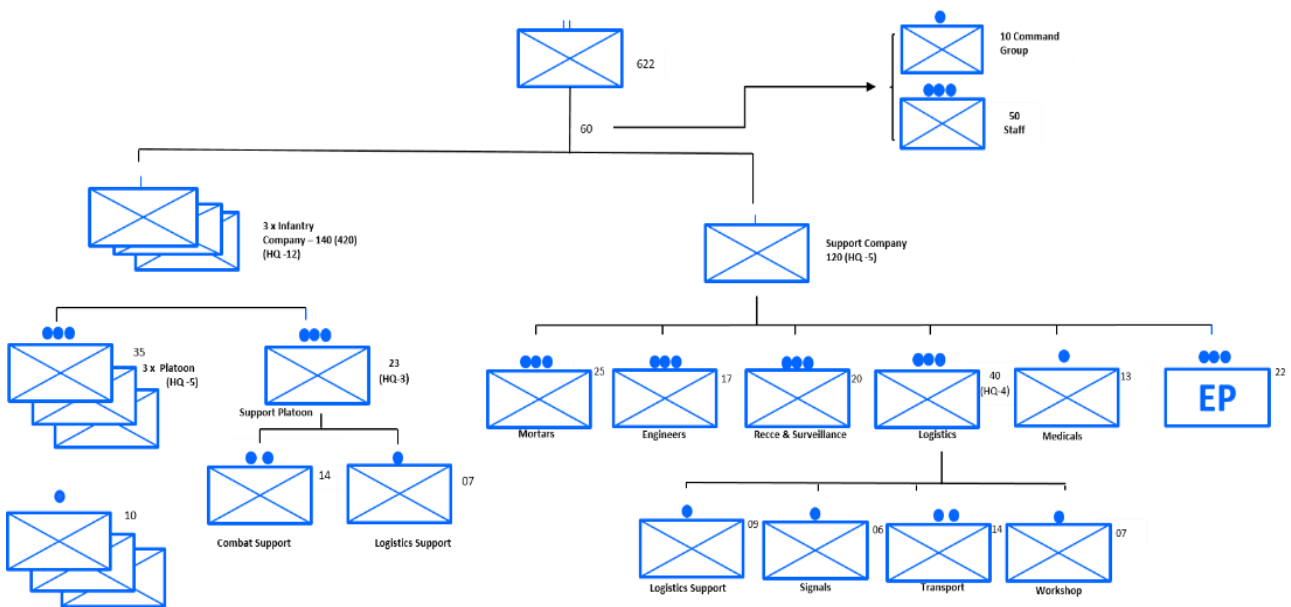 622
10 Command
Group
50
Staff
60
3 x Infantry
Company – 140 (420)
(HQ -12)
Support Company
120 (HQ -5)
35
3 x Platoon
(HQ -5)
23
(HQ-3)
Support Platoon
14
Combat Support
07
Logistics Support
10
25
Mortars
17
Engineers
20
Recce & Surveillance
40
(HQ-4)
Logistics
13
Medicals
EP
22
09
Logistics Support
06
Signals
14
Transport
07
Workshop